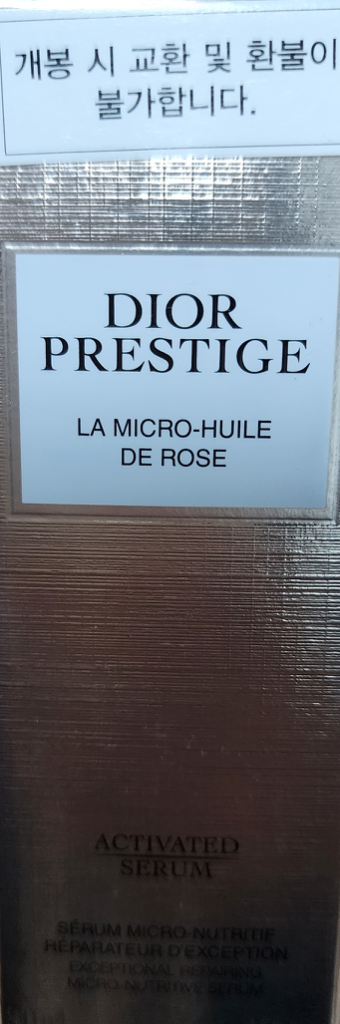 개봉 시 교환 및 환불이
불가합니다.
DIOR
PRESTIGE
LA MICRO-HUILE
DE ROSE
ACTIVATED
SERUM
SÉRUM MICRO-NUTRITIF
RÉPARATEUR D'EXCEPTION
EXCEPTIONAL REPAIRING
MICRO-NUTRITIVE SERUM